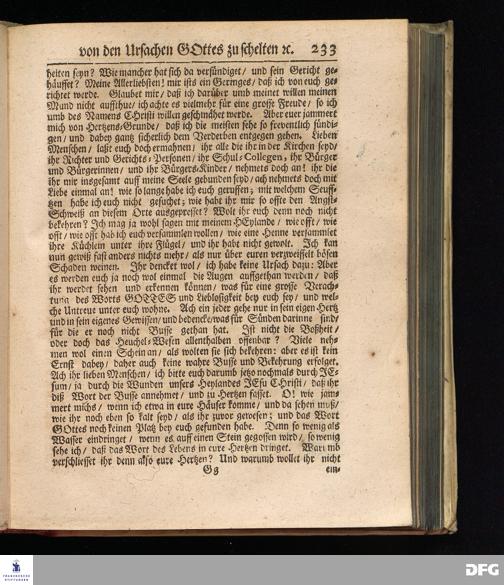 von den Ursachen GOttes zu schelten ꝛc. 233
heiten seyn? Wie mancher hat sich da versündiget / und sein Gericht ge-
häuffet? Meine Allerliebsten! mir ists ein Geringes / daß ich von euch ge-
richtet werde. Glaubet mir / daß ich darüber umb meinet willen meinen
Mund nicht auffthue / ich achte es vielmehr für eine grosse Freude / so ich
umb des Namens CHristi willen geschmähet werde. Aber euer jammert
mich von Hertzens-Grunde / daß ich die meisten sehe so freventlich sündi-
gen / und dabey gantz sicherlich dem Verderben entgegen gehen. Lieben
Menschen / laßt euch doch ermahnen / ihr alle die ihr in der Kirchen seyd /
ihr Richter und Gerichts-Personen / ihr Schul-Collegen, ihr Bürger
und Bürgerinnen / und ihr Bürgers-Kinder / nehmets doch an! ihr die
ihr mir insgesamt auff meine Seele gebunden seyd / ach nehmets doch mit
Liebe einmal an! wie so lange habe ich euch geruffen; mit welchem Seuff-
tzen habe ich euch nicht gesuchet; wie habt ihr mir so offte den Angst-
Schweiß an diesem Orte ausgepresset? Wolt ihr euch denn noch nicht
bekehren? Ich mag ja wohl sagen mit meinem HEylande / wie offt / wie
offt / wie offt hab ich euch versamlen wollen / wie eine Henne versammlet
ihre Küchlein unter ihre Flügel / und ihr habt nicht gewolt. Ich kan
nun gewiß fast anders nichts mehr / als nur über euren verzweiffelt bösen
Schaden weinen. Ihr dencket wol / ich habe keine Ursach dazu: Aber
es werden euch ja noch wol einmal die Augen auffgethan werden / daß
ihr werdet sehen und erkennen können / was für eine grosse Verach-
tung des Worts GOTTES und Lieblosigkeit bey euch sey / und wel-
che Untreue unter euch wohne. Ach ein jeder gehe nur in sein eigen Hertz
und in sein eigenes Gewissen / und bedencke / was für Sünden darinne sind /
für die er noch nicht Busse gethan hat. Ist nicht die Boßheit /
oder doch das Heuchel-Wesen allenthalben offenbar? Viele neh-
men wol einen Schein an / als wolten sie sich bekehren: aber es ist kein
Ernst dabey / daher auch keine wahre Busse und Bekehrung erfolget.
Ach ihr lieben Menschen / ich bitte euch darumb jetzo nochmals durch JE-
sum / ja durch die Wunden unsers Heylandes JEsu CHristi / daß ihr
diß Wort der Busse annehmet / und zu Hertzen fasset. O! wie jam-
mert michs / wenn ich etwa in eure Häuser komme / und da sehen muß /
wie ihr noch eben so kalt seyd / als ihr zuvor gewesen; und das Wort
GOttes noch keinen Platz bey euch gefunden habe. Denn so wenig als
Wasser eindringet / wenn es auff einen Stein gegossen wird / so wenig
sehe ich / daß das Wort des Lebens in eure Hertzen dringet. Warumb
verschliesset ihr denn also eure Hertzen? Und warumb wollet ihr nicht
Gg ein-
FRANCKESCHE
STIFTUNGEN
DFG